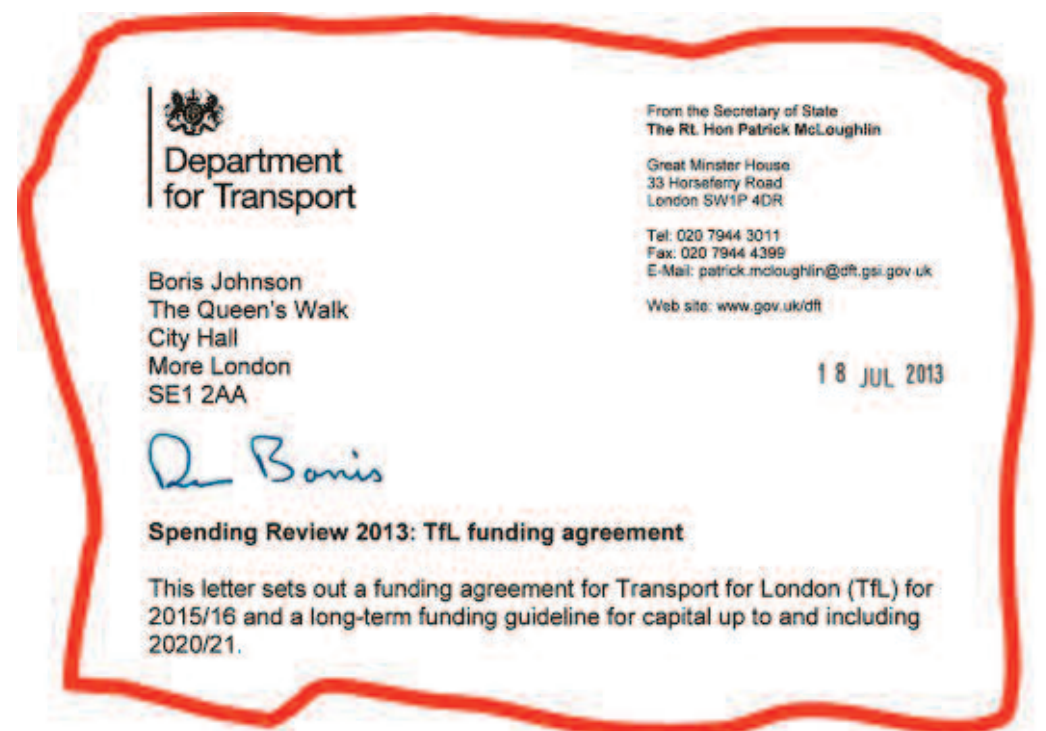 Department
for Transport
From the Secretary of State
The Rt. Hon Patrick McLoughlin
Great Minster House
33 Horseferry Road
London SW1P 4DR
Tel: 020 7944 3011
Fax: 020 7944 4399
E-Mail: patrick.mcloughlin@dft.gsi.gov.uk
Web site: www.gov.uk/dft
Boris Johnson
The Queen's Walk
City Hall
More London
SE1 2AA
18 JUL 2013
Dear Boris
Spending Review 2013: TfL funding agreement
This letter sets out a funding agreement for Transport for London (TfL) for
2015/16 and a long-term funding guideline for capital up to and including
2020/21.